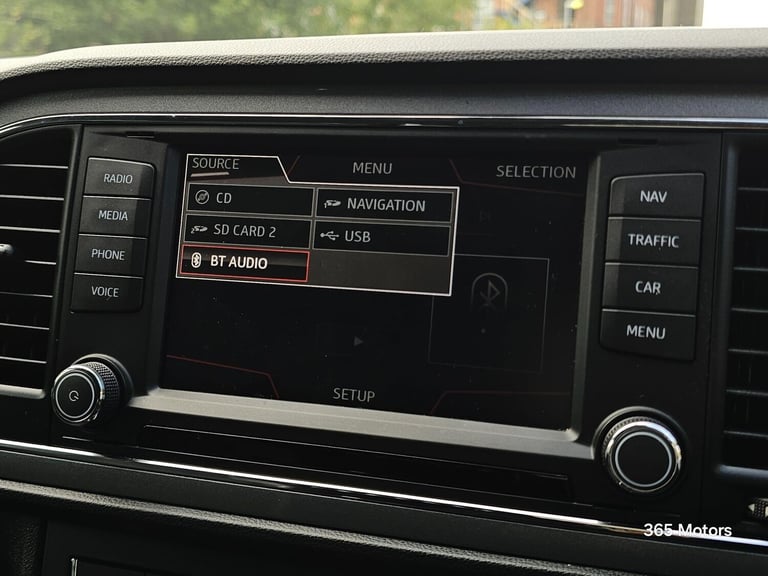 SOURCE
MENU
SELECTION
CD
NAVIGATION
SD CARD 2
USB
BT AUDIO
SETUP
RADIO
MEDIA
PHONE
VOICE
NAV
TRAFFIC
CAR
MENU
365 Motors